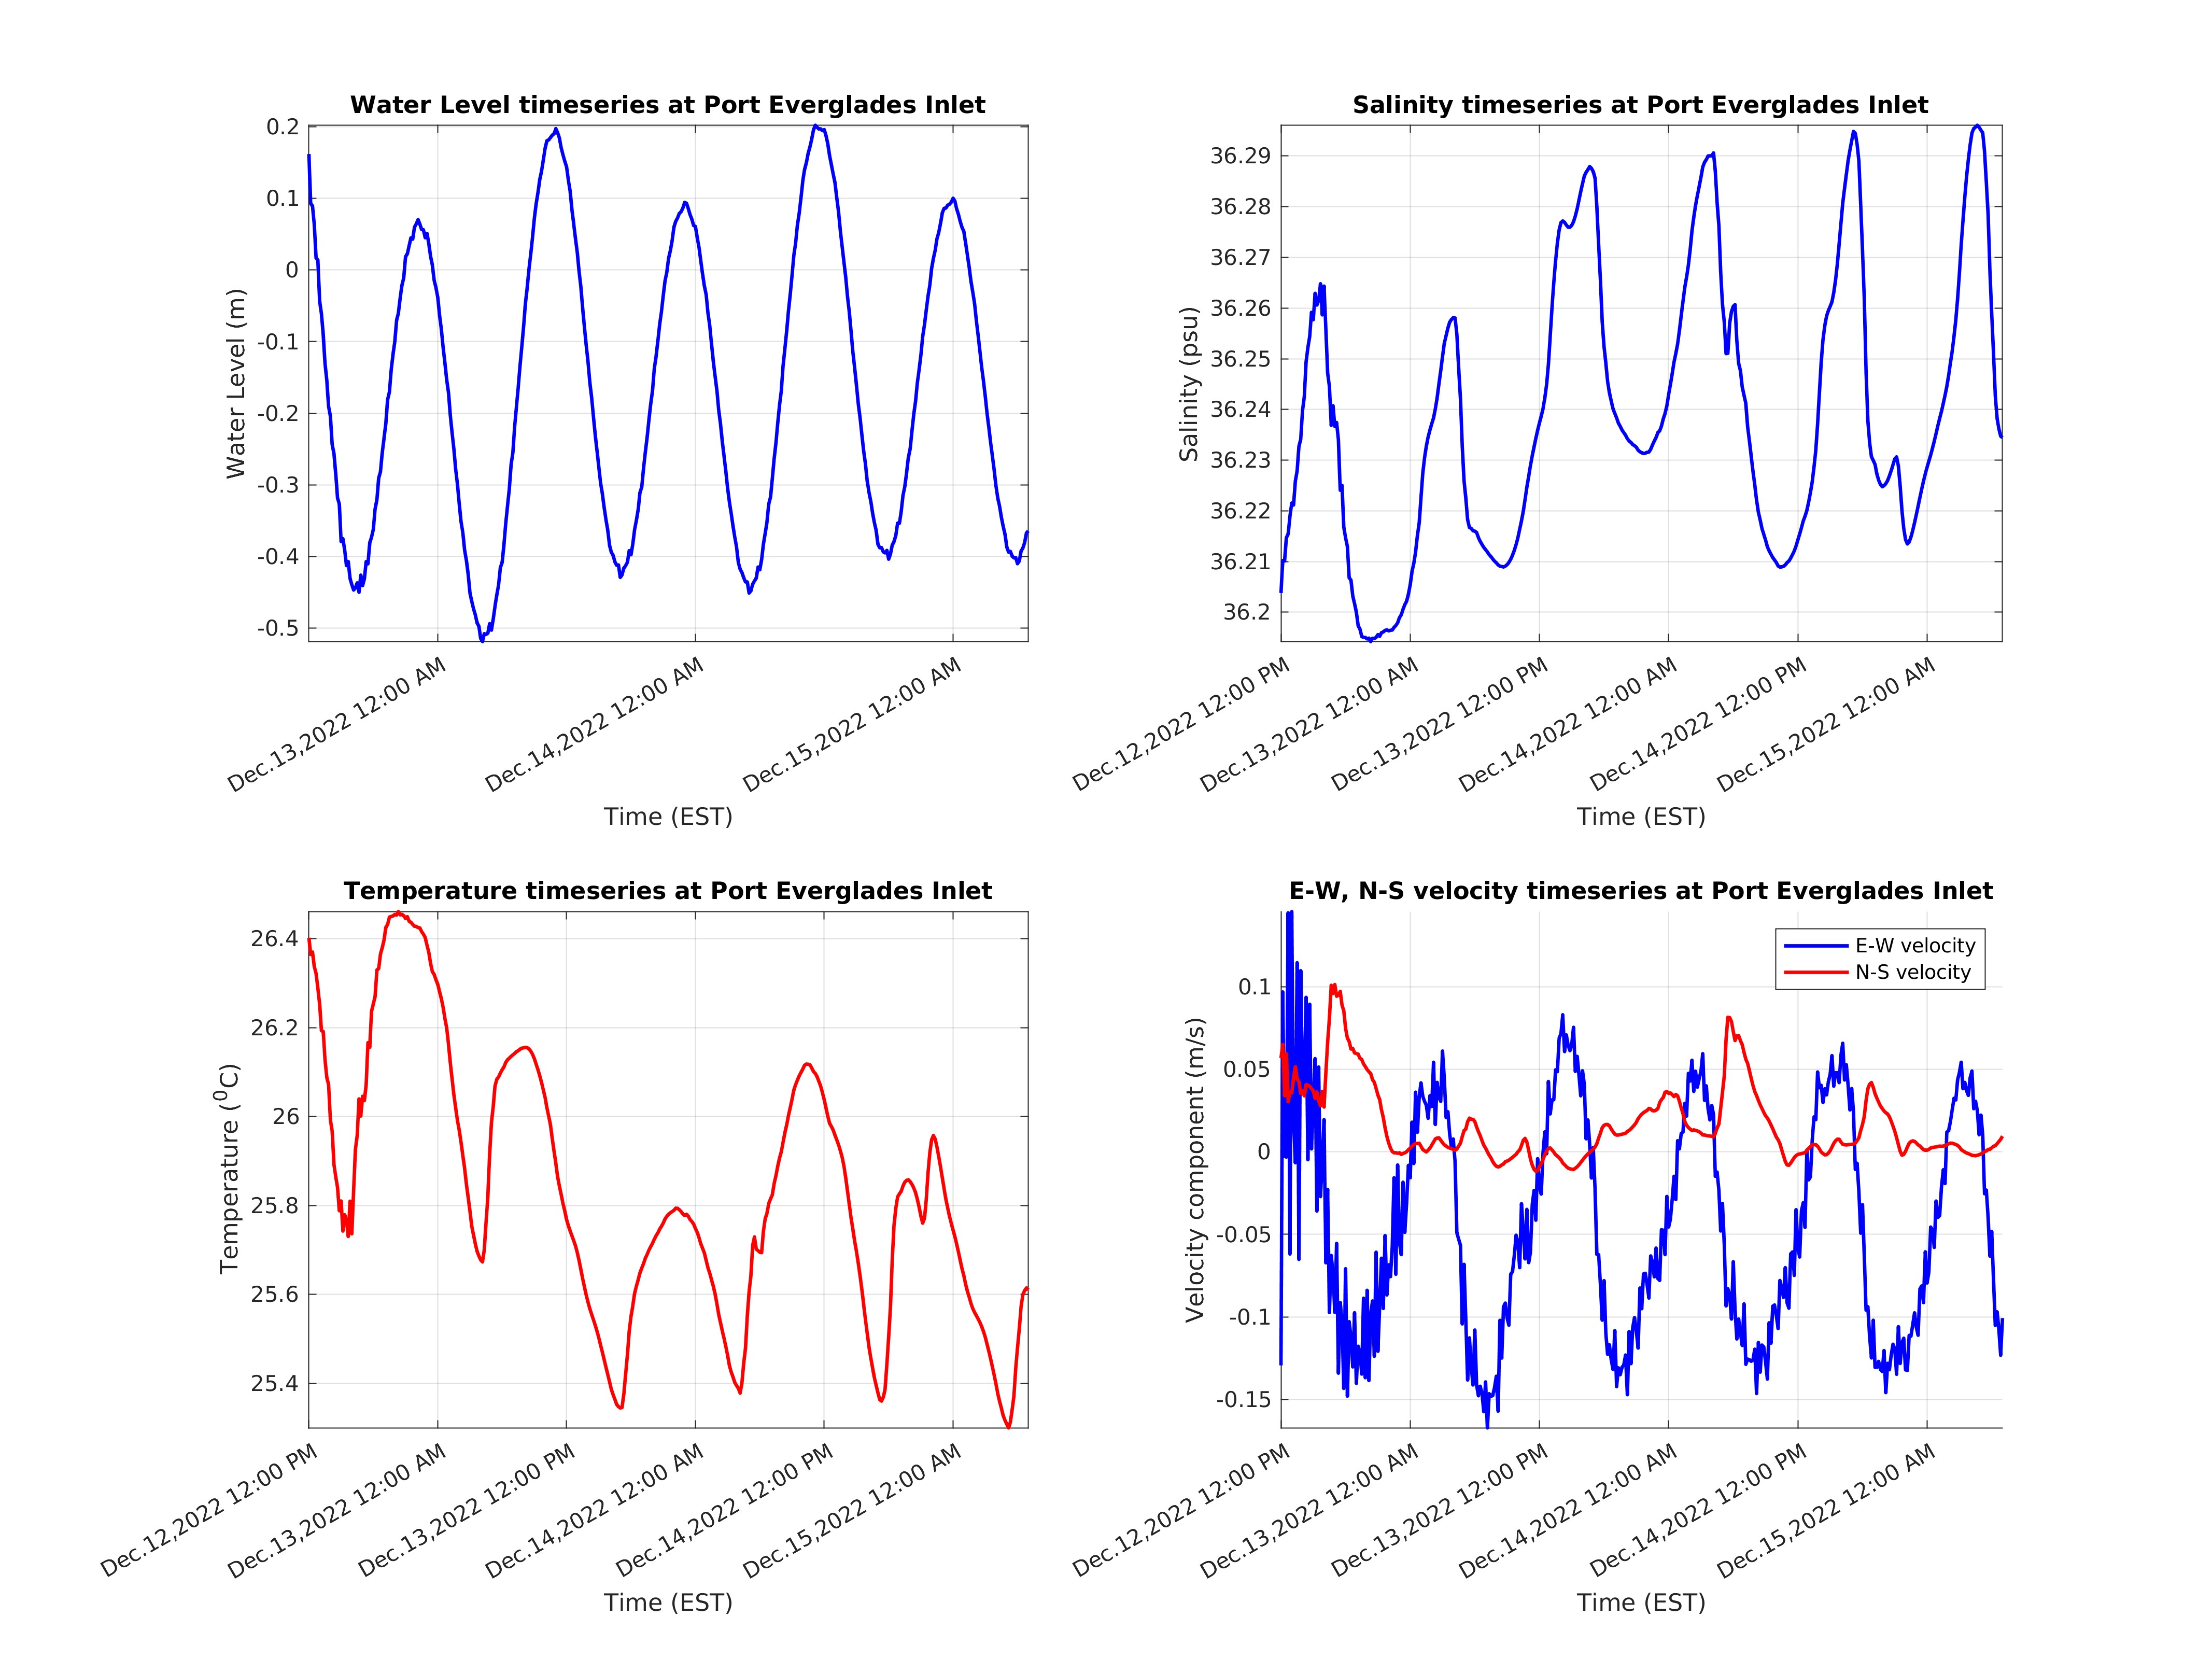 Water Level timeseries at Port Everglades Inlet
0.2
0.1
0
-0.1
-0.2
-0.3
-0.4
-0.5
Water Level (m)
Dec.13,2022 12:00 AM
Dec.14,2022 12:00 AM
Dec.15,2022 12:00 AM
Time (EST)
Salinity timeseries at Port Everglades Inlet
36.29
36.28
36.27
36.26
36.25
36.24
36.23
36.22
36.21
36.2
Salinity (psu)
Dec.12,2022 12:00 PM
Dec.13,2022 12:00 AM
Dec.13,2022 12:00 PM
Dec.14,2022 12:00 AM
Dec.14,2022 12:00 PM
Dec.15,2022 12:00 AM
Time (EST)
Temperature timeseries at Port Everglades Inlet
26.4
26.2
26
25.8
25.6
25.4
Temperature (⁰C)
Dec.12,2022 12:00 PM
Dec.13,2022 12:00 AM
Dec.13,2022 12:00 PM
Dec.14,2022 12:00 AM
Dec.14,2022 12:00 PM
Dec.15,2022 12:00 AM
Time (EST)
E-W, N-S velocity timeseries at Port Everglades Inlet
E-W velocity
N-S velocity
0.1
0.05
0
-0.05
-0.1
-0.15
Velocity component (m/s)
Dec.12,2022 12:00 PM
Dec.13,2022 12:00 AM
Dec.13,2022 12:00 PM
Dec.14,2022 12:00 AM
Dec.14,2022 12:00 PM
Dec.15,2022 12:00 AM
Time (EST)